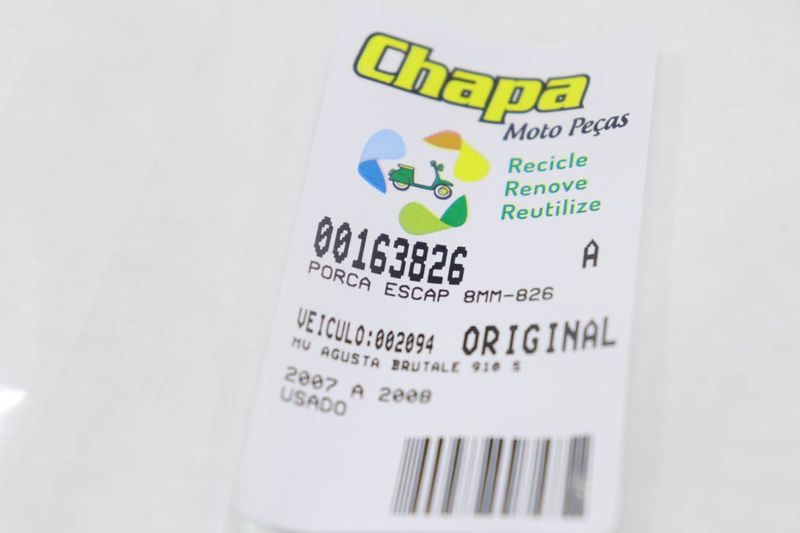 Chapa
Moto Peças
Recicle
Renove
Reutilize
00163826 A
PORCA ESCAP 8MM-826
VEICULO:002094 ORIGINAL
MV AGUSTA BRUTALE 910 S
2007 A 2008
USADO